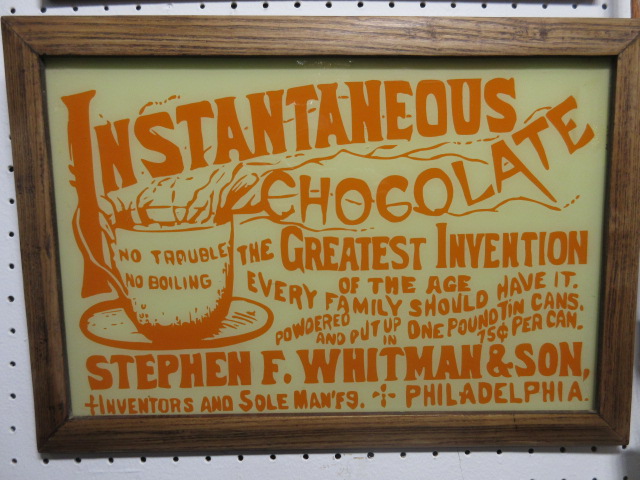 INSTANTANEOUS
CHOCOLATE
NO TROUBLE
NO BOILING
THE GREATEST INVENTION
OF THE AGE
EVERY FAMILY SHOULD HAVE IT.
POWDERED AND PUT UP IN ONE POUND TIN CANS.
75¢ PER CAN.
STEPHEN F. WHITMAN & SON,
INVENTORS AND SOLE MAN'F'G. PHILADELPHIA.